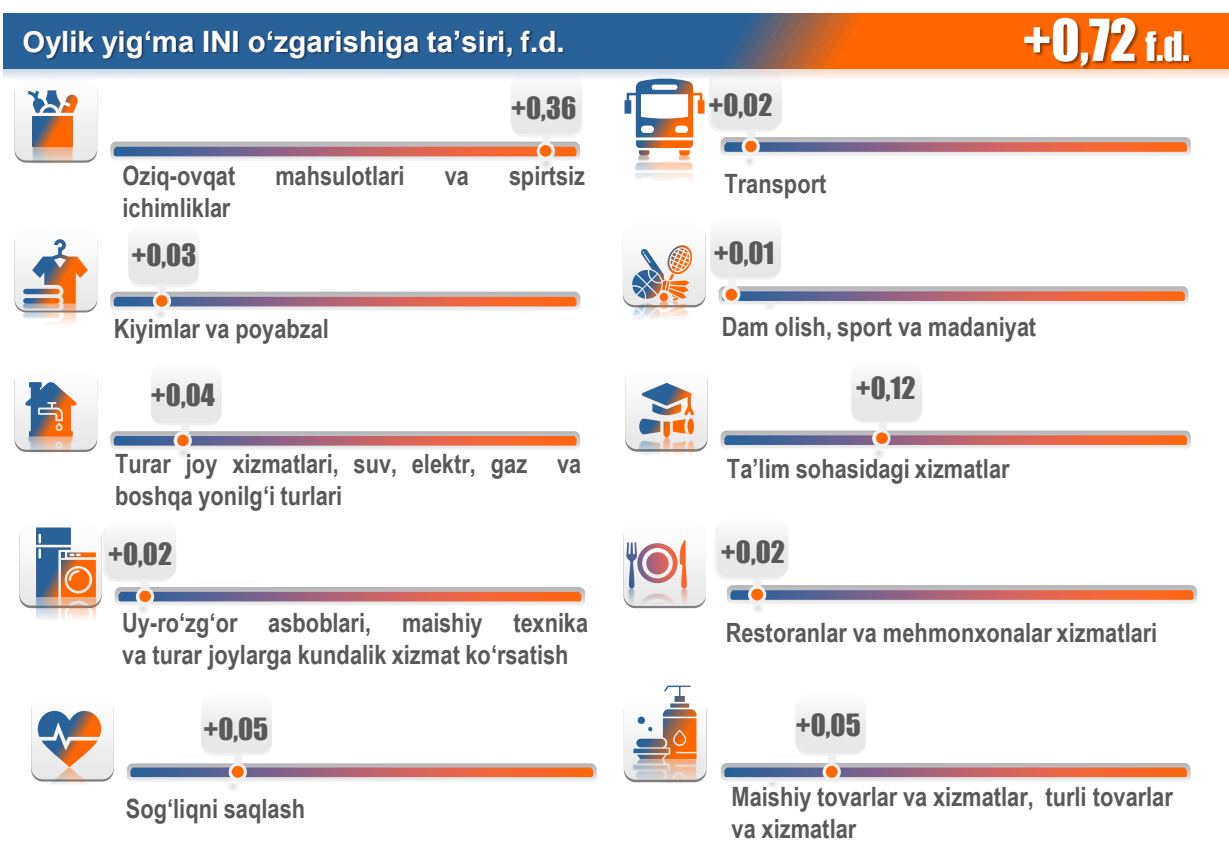 Oylik yig‘ma INI o‘zgarishiga ta’siri, f.d.
+0,72 f.d.
+0,36
Oziq-ovqat mahsulotlari va spirtsiz
ichimliklar
+0,02
Transport
+0,03
Kiyimlar va poyabzal
+0,01
Dam olish, sport va madaniyat
+0,04
Turar joy xizmatlari, suv, elektr, gaz va
boshqa yonilg‘i turlari
+0,12
Ta’lim sohasidagi xizmatlar
+0,02
Uy-ro‘zg‘or asboblari, maishiy texnika
va turar joylarga kundalik xizmat ko‘rsatish
+0,02
Restoranlar va mehmonxonalar xizmatlari
+0,05
Sog‘liqni saqlash
+0,05
Maishiy tovarlar va xizmatlar, turli tovarlar
va xizmatlar